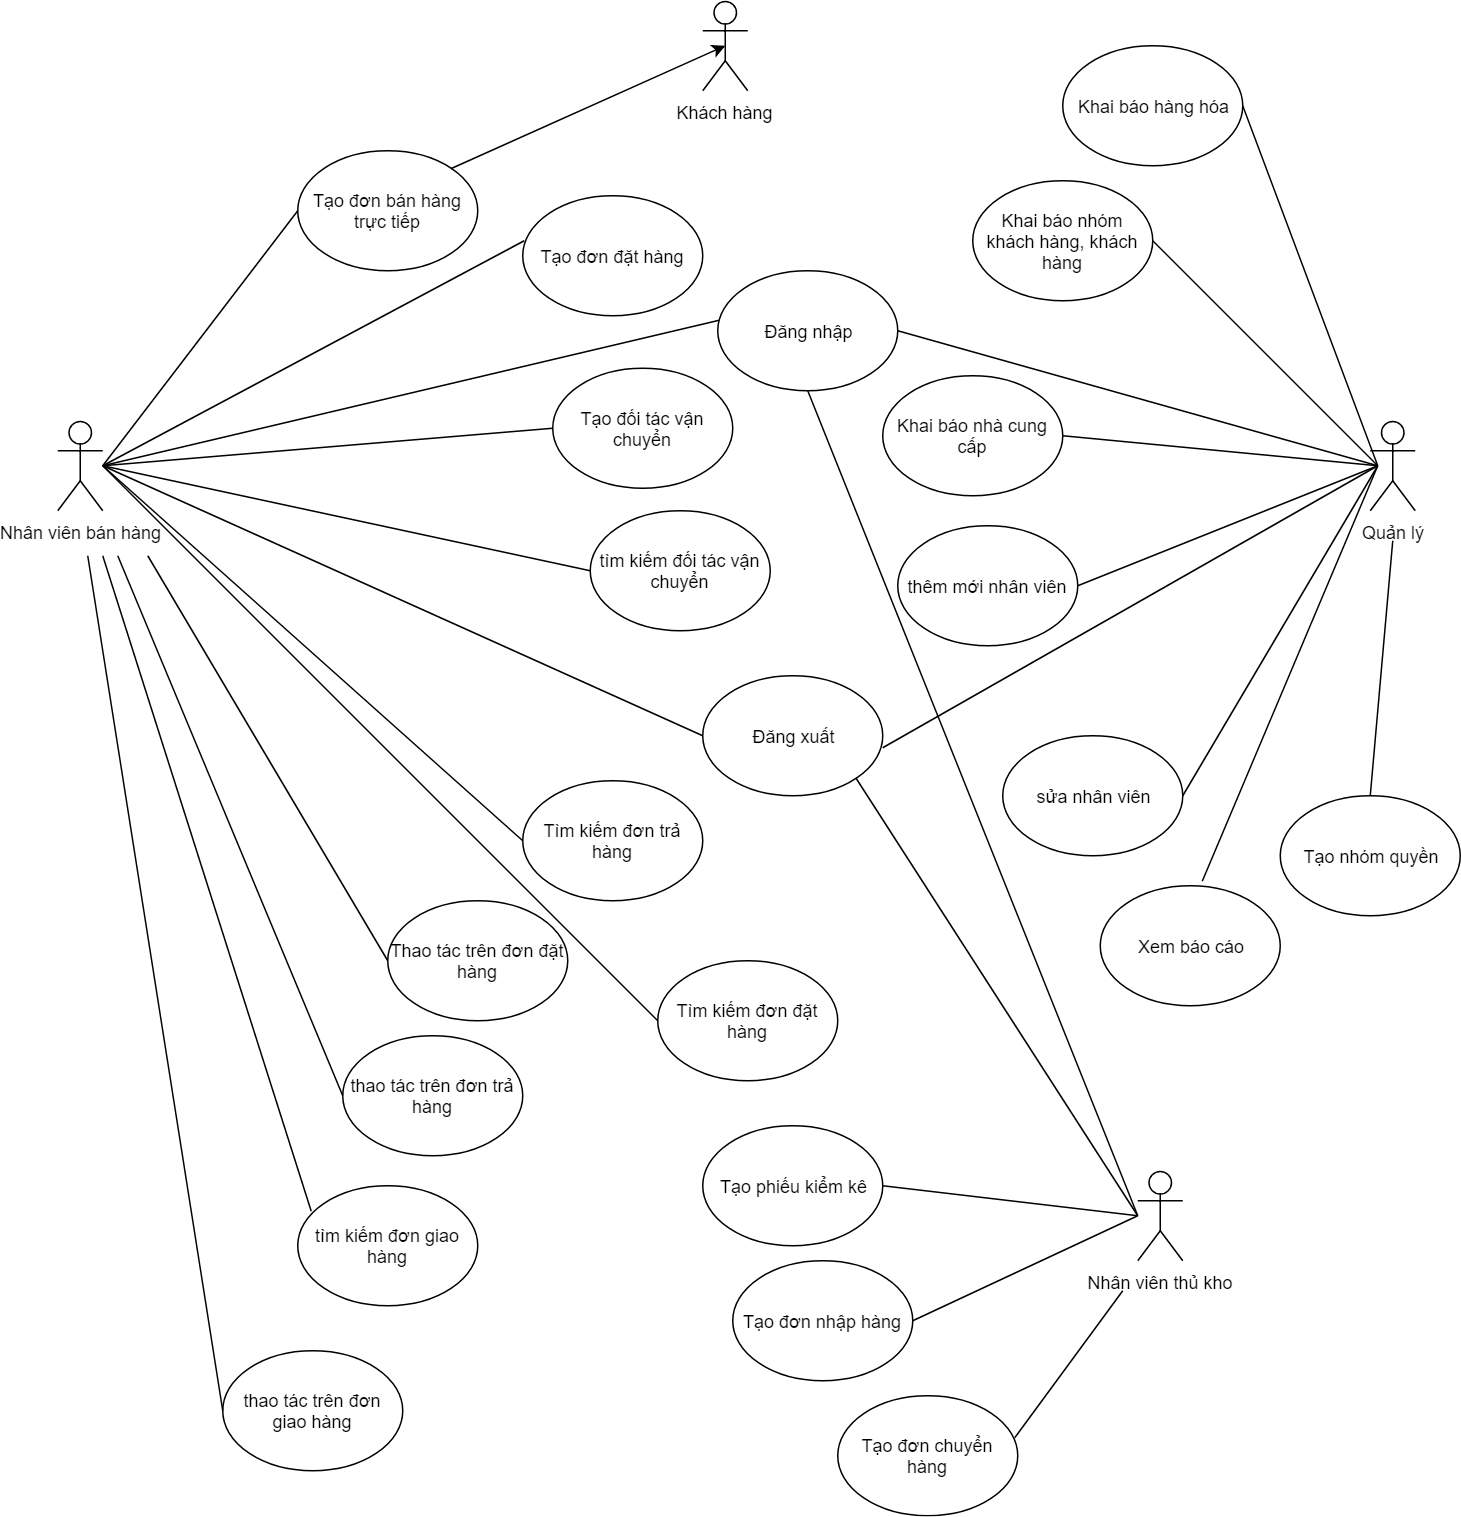 Khách hàng
Khai báo hàng hóa
Tạo đơn bán hàng
trực tiếp
Tạo đơn đặt hàng
Khai báo nhóm
khách hàng, khách
hàng
Đăng nhập
Tạo đối tác vận
chuyển
Khai báo nhà cung
cấp
Nhân viên bán hàng
Quản lý
tìm kiếm đối tác vận
chuyển
thêm mới nhân viên
Đăng xuất
sửa nhân viên
Tìm kiếm đơn trả
hàng
Tạo nhóm quyền
Thao tác trên đơn đặt
hàng
Xem báo cáo
Tìm kiếm đơn đặt
hàng
thao tác trên đơn trả
hàng
Tạo phiếu kiểm kê
tìm kiếm đơn giao
hàng
Nhân viên thủ kho
Tạo đơn nhập hàng
thao tác trên đơn
giao hàng
Tạo đơn chuyển
hàng